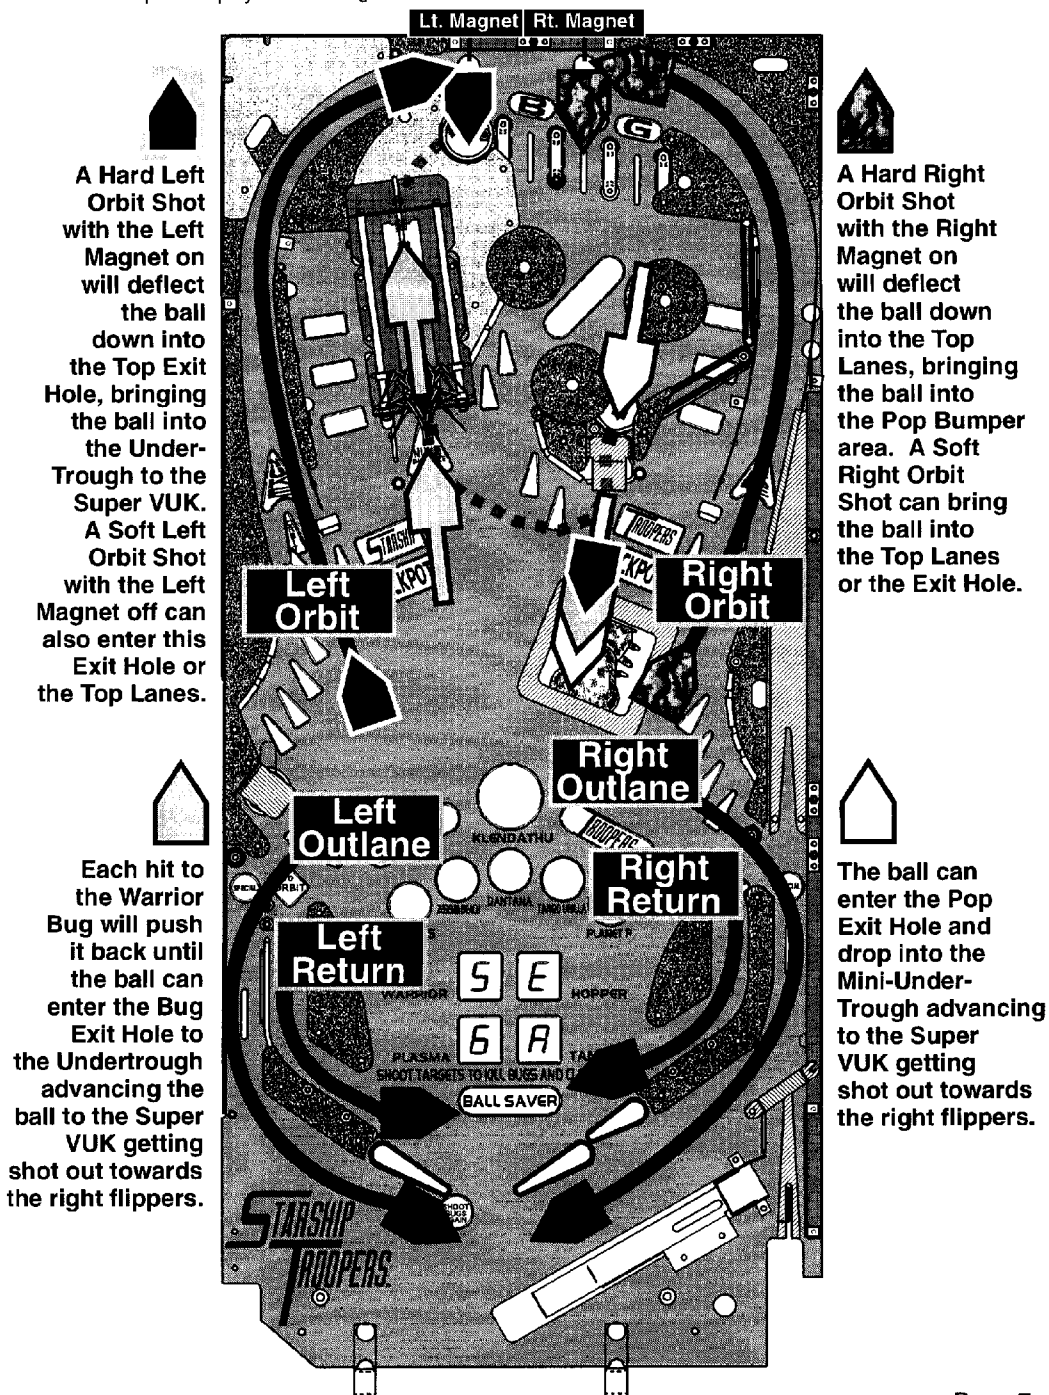 Lt. Magnet
Rt. Magnet
A Hard Left
Orbit Shot
with the Left
Magnet on
will deflect
the ball
down into
the Top Exit
Hole, bringing
the ball into
the Under-
Trough to the
Super VUK.
A Soft Left
Orbit Shot
with the Left
Magnet off can
also enter this
Exit Hole or
the Top Lanes.
A Hard Right
Orbit Shot
with the Right
Magnet on
will deflect
the ball down
into the Top
Lanes, bringing
the ball into
the Pop Bumper
area. A Soft
Right Orbit
Shot can bring
the ball into
the Top Lanes
or the Exit Hole.
B
G
STARSHIP
TROOPERS
Left
Orbit
Right
Orbit
Right
Outlane
Left
Outlane
KLENDATHU
TROOPERS
Right
Return
DANTANA
PLANET P
Left
Return
ORBIT
WARRIOR
S
E
HOPPER
PLASMA
6
A
SHOOT TARGETS TO KILL BUGS AND
BALL SAVER
Each hit to
the Warrior
Bug will push
it back until
the ball can
enter the Bug
Exit Hole to
the Undertrough
advancing the
ball to the Super
VUK getting
shot out towards
the right flippers.
The ball can
enter the Pop
Exit Hole and
drop into the
Mini-Under-
Trough advancing
to the Super
VUK getting
shot out towards
the right flippers.
STARSHIP
TROOPERS